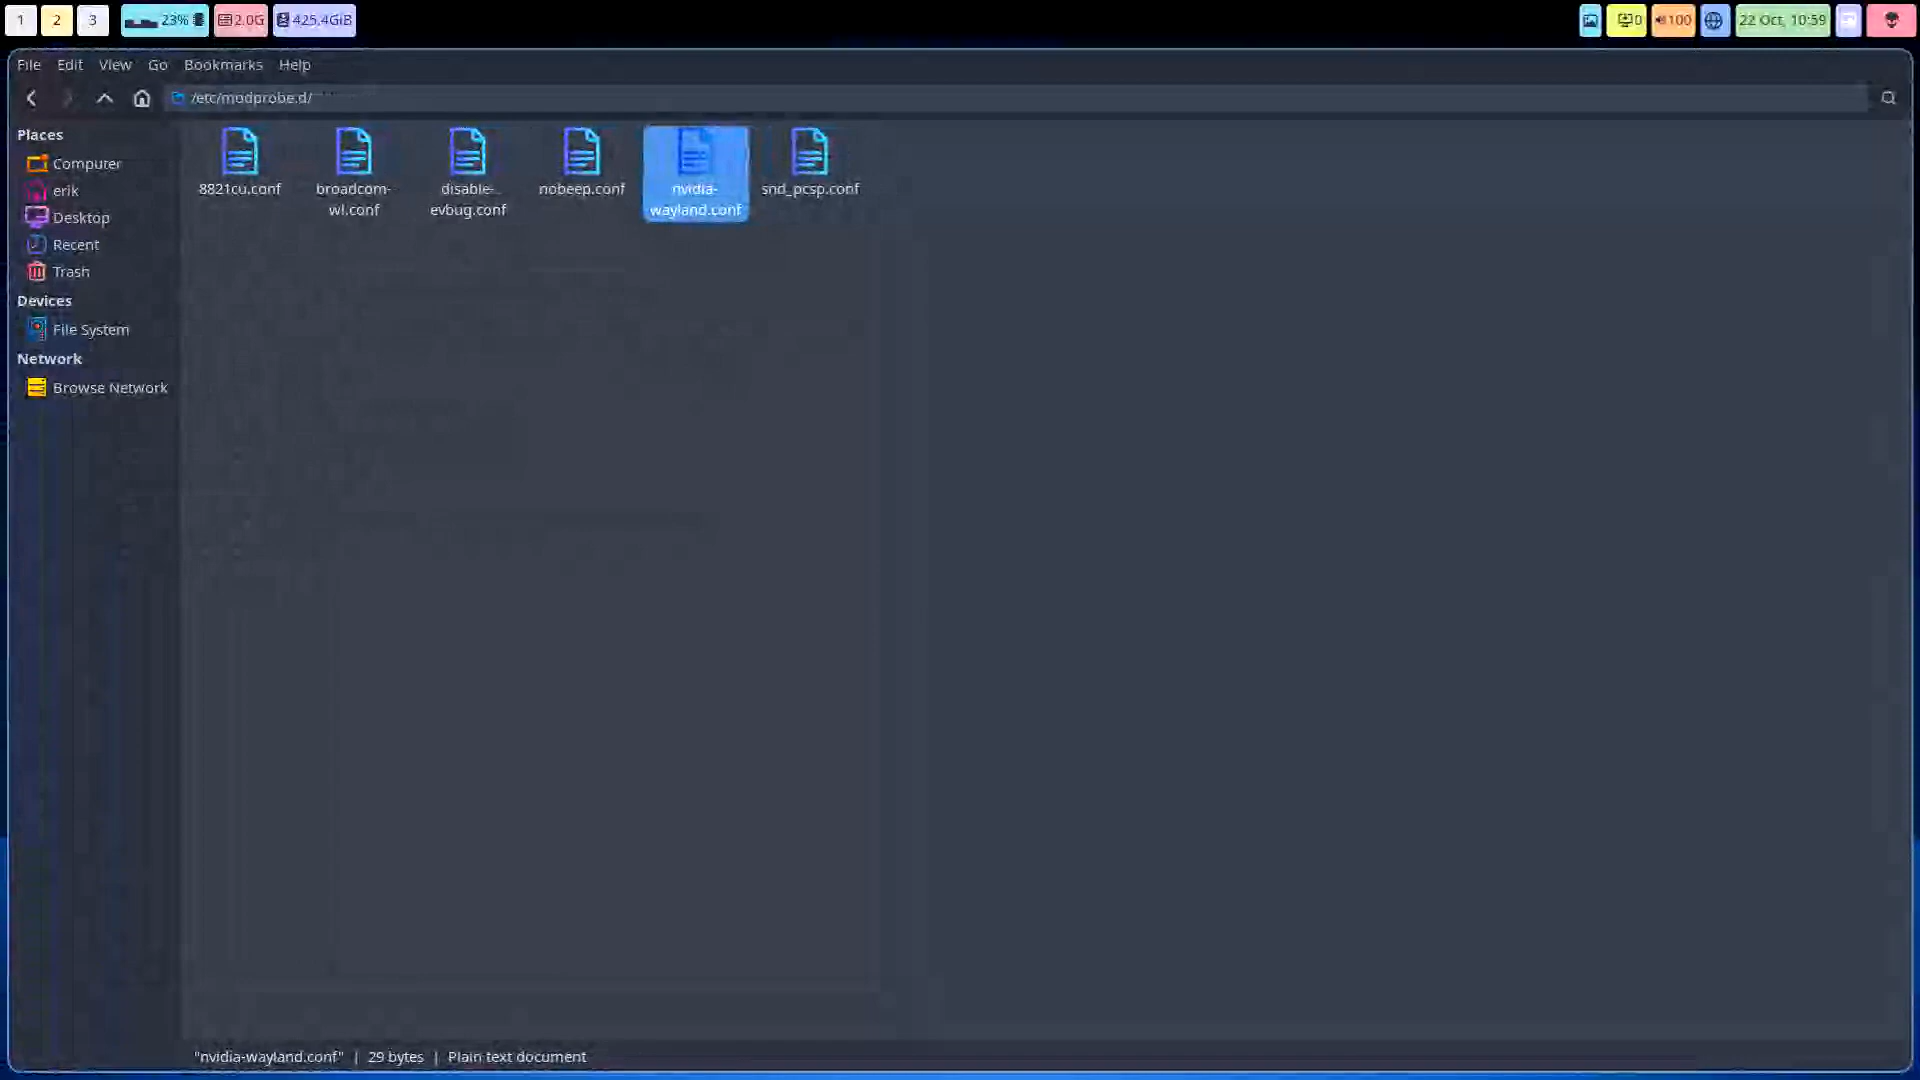 1 2 3 23% 2.0G 425.4GiB 0 100 22 Oct, 10:59
File Edit View Go Bookmarks Help
/etc/modprobe.d/
Places
Computer
erik
Desktop
Recent
Trash
Devices
File System
Network
Browse Network
8821cu.conf
broadcom-
wl.conf
disable-
evbug.conf
nobeep.conf
nvidia-
wayland.conf
snd_pcsp.conf
"nvidia-wayland.conf" | 29 bytes | Plain text document